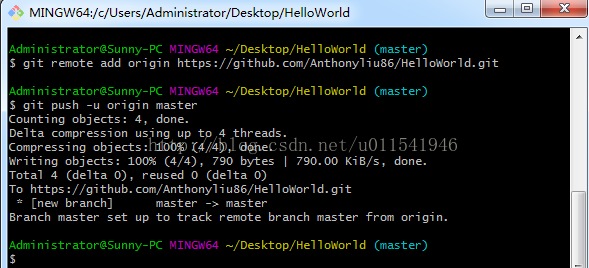 MINGW64:/c/Users/Administrator/Desktop/HelloWorld
Administrator@Sunny-PC MINGW64 ~/Desktop/HelloWorld (master)
$ git remote add origin https://github.com/Anthonyliu86/HelloWorld.git
Administrator@Sunny-PC MINGW64 ~/Desktop/HelloWorld (master)
$ git push -u origin master
Counting objects: 4, done.
Delta compression using up to 4 threads.
Compressing objects: 100% (4/4), done.
http://blog.csdn.net/u011541946
Writing objects: 100% (4/4), 790 bytes | 790.00 KiB/s, done.
Total 4 (delta 0), reused 0 (delta 0)
To https://github.com/Anthonyliu86/HelloWorld.git
 * [new branch]      master -> master
Branch master set up to track remote branch master from origin.
Administrator@Sunny-PC MINGW64 ~/Desktop/HelloWorld (master)
$